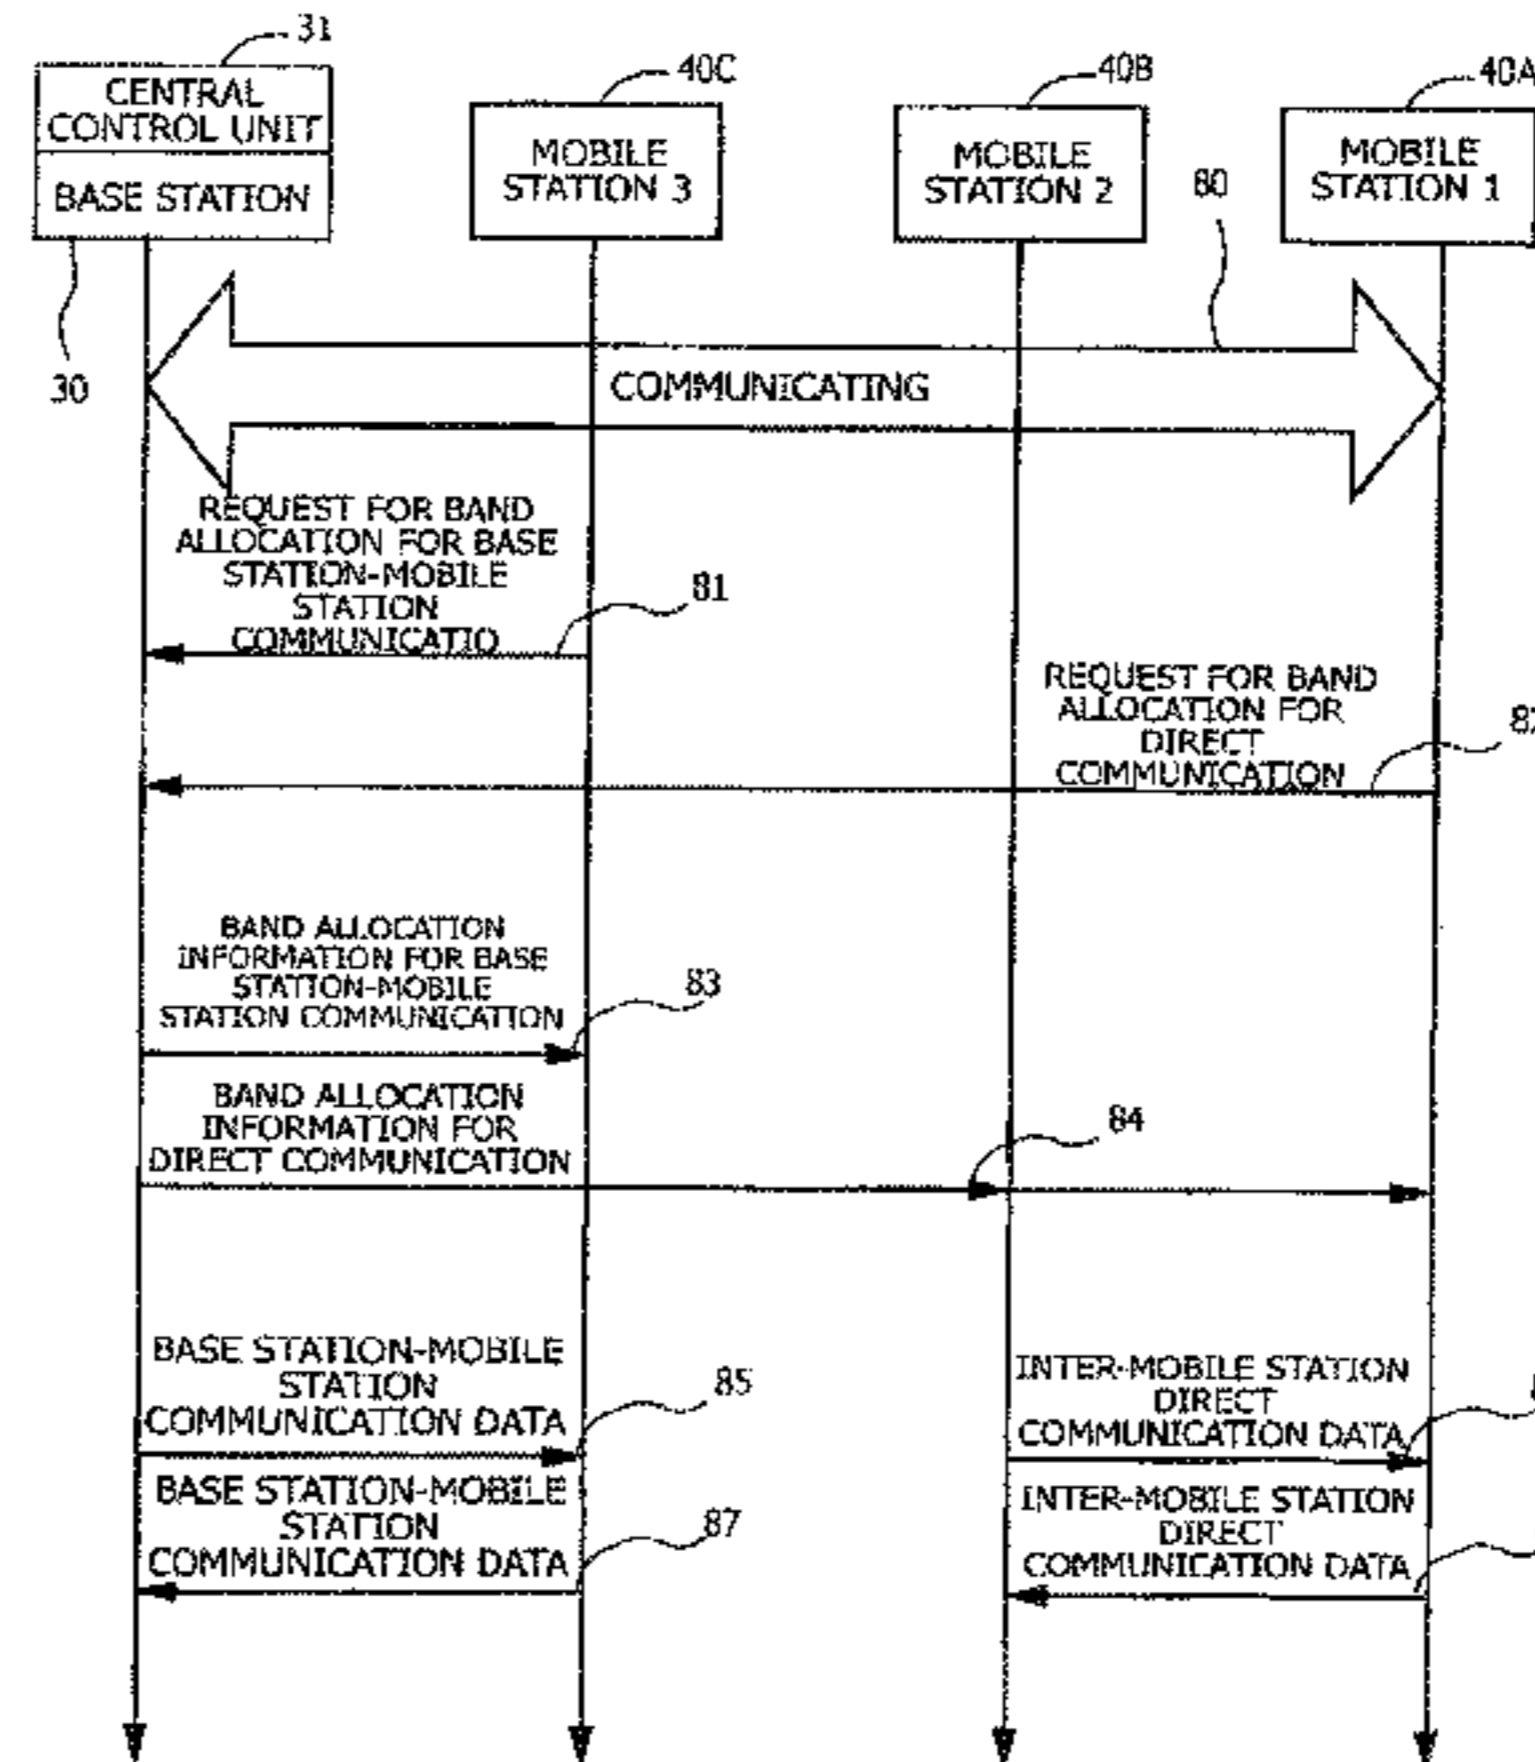 31
CENTRAL
CONTROL UNIT
BASE STATION
30
40C
MOBILE
STATION 3
40B
MOBILE
STATION 2
40A
MOBILE
STATION 1
80
COMMUNICATING
REQUEST FOR BAND
ALLOCATION FOR BASE
STATION-MOBILE
STATION
COMMUNICATIO
81
REQUEST FOR BAND
ALLOCATION FOR
DIRECT
COMMUNICATION
BAND ALLOCATION
INFORMATION FOR BASE
STATION-MOBILE
STATION COMMUNICATION
83
BAND ALLOCATION
INFORMATION FOR
DIRECT COMMUNICATION
84
BASE STATION-MOBILE
STATION
COMMUNICATION DATA
85
INTER-MOBILE STATION
DIRECT
COMMUNICATION DATA
BASE STATION-MOBILE
STATION
COMMUNICATION DATA
87
INTER-MOBILE STATION
DIRECT
COMMUNICATION DATA